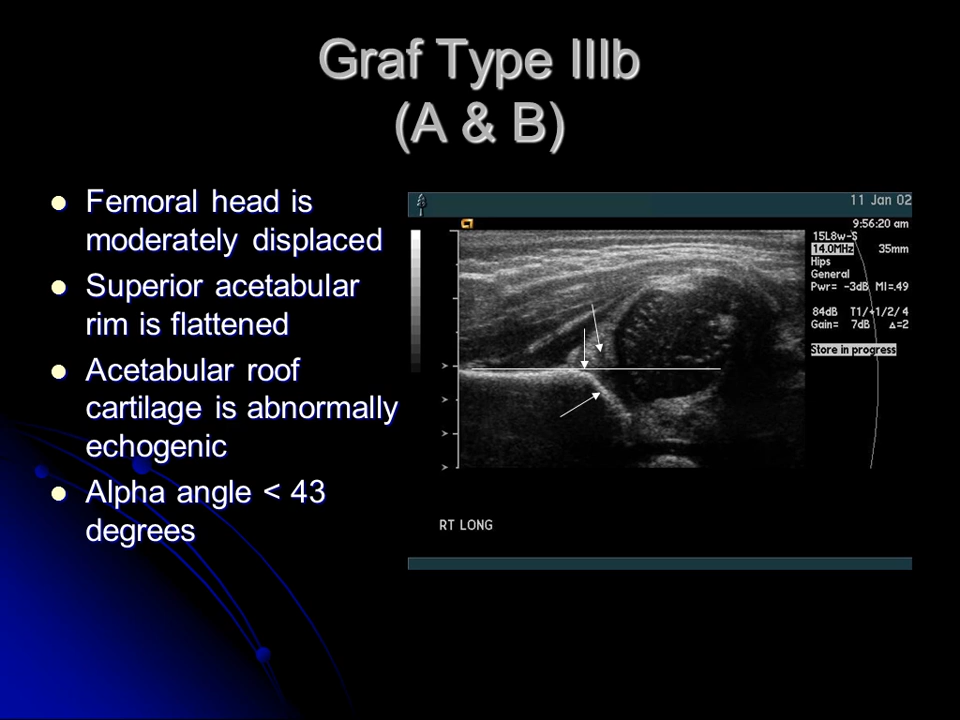 Graf Type IIIb
(A & B)
Femoral head is
moderately displaced
Superior acetabular
rim is flattened
Acetabular roof
cartilage is abnormally
echogenic
Alpha angle < 43
degrees
11 Jan 02
9:56:20 am
15L8w-S
14.0MHz 35mm
Hips
General
Pwr= -3dB MI=.49
84dB T1/+1/2/4
Gain= 7dB Δ=2
Store in progress
RT LONG